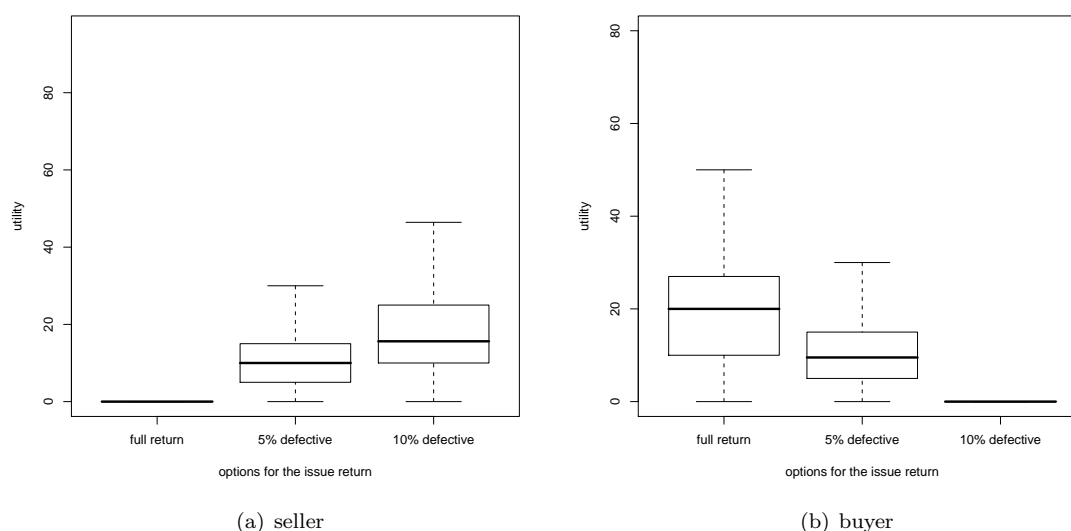 80
60
40
20
0
utility
full return 5% defective 10% defective
options for the issue return
(a) seller
80
60
40
20
0
utility
full return 5% defective 10% defective
options for the issue return
(b) buyer